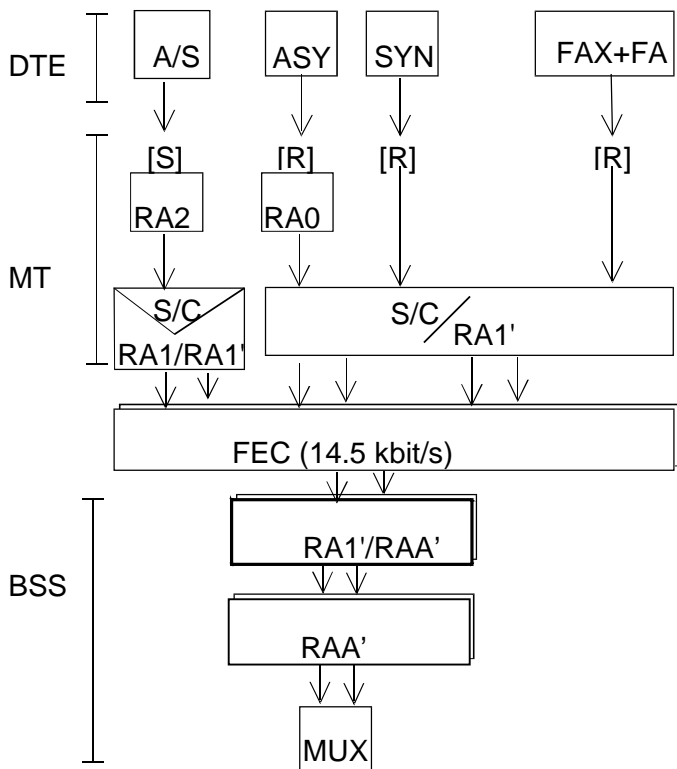 DTE
A/S
ASY
SYN
FAX+FA
MT
[S]
[R]
[R]
[R]
RA2
RA0
S/C
RA1/RA1'
S/C
RA1'
FEC (14.5 kbit/s)
BSS
RA1'/RAA’
RAA’
MUX